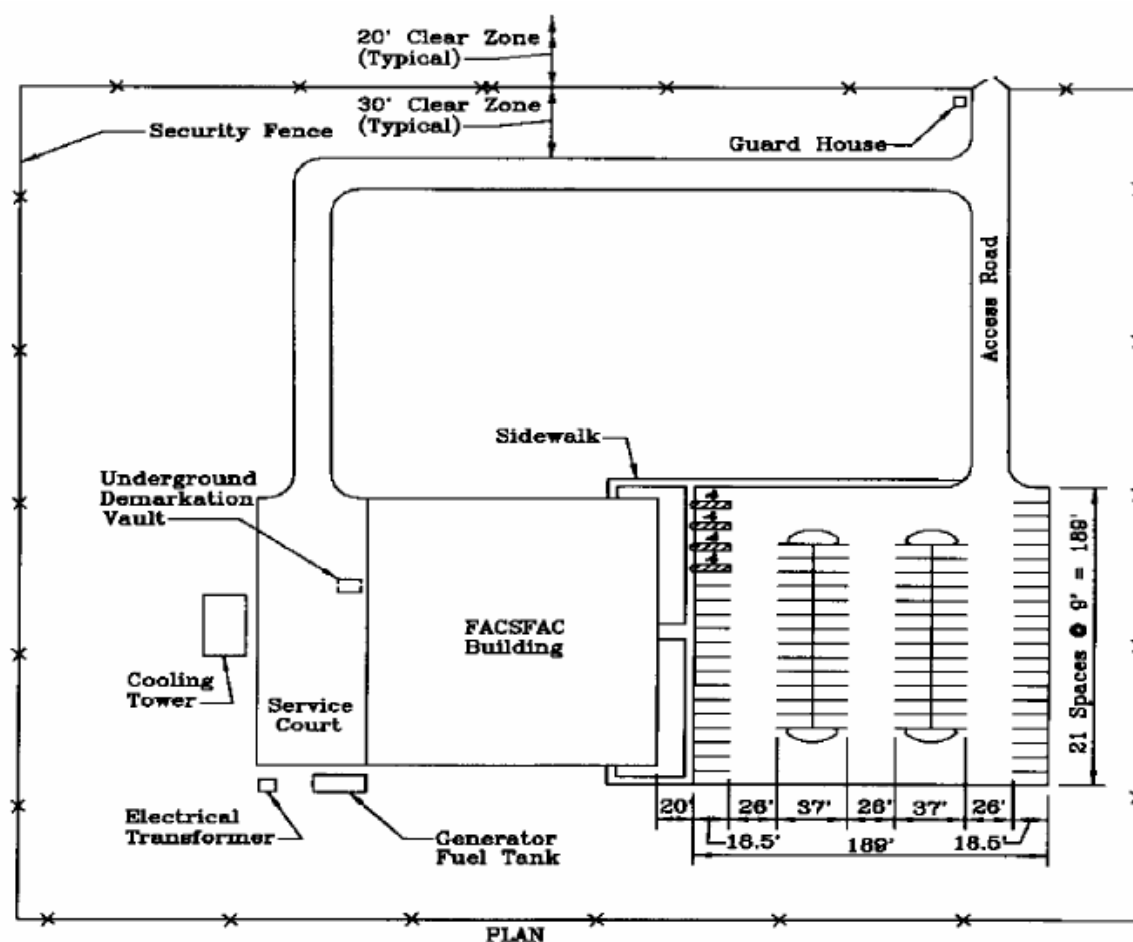 20' Clear Zone
(Typical)
30' Clear Zone
(Typical)
Security Fence
Guard House
Access Road
Sidewalk
Underground
Demarkation
Vault
FACSFAC
Building
Cooling
Tower
Service
Court
21 Spaces @ 9' = 189'
Electrical
Transformer
Generator
Fuel Tank
20' 26' 37' 26' 37' 26'
18.5' 189' 18.5'
PLAN